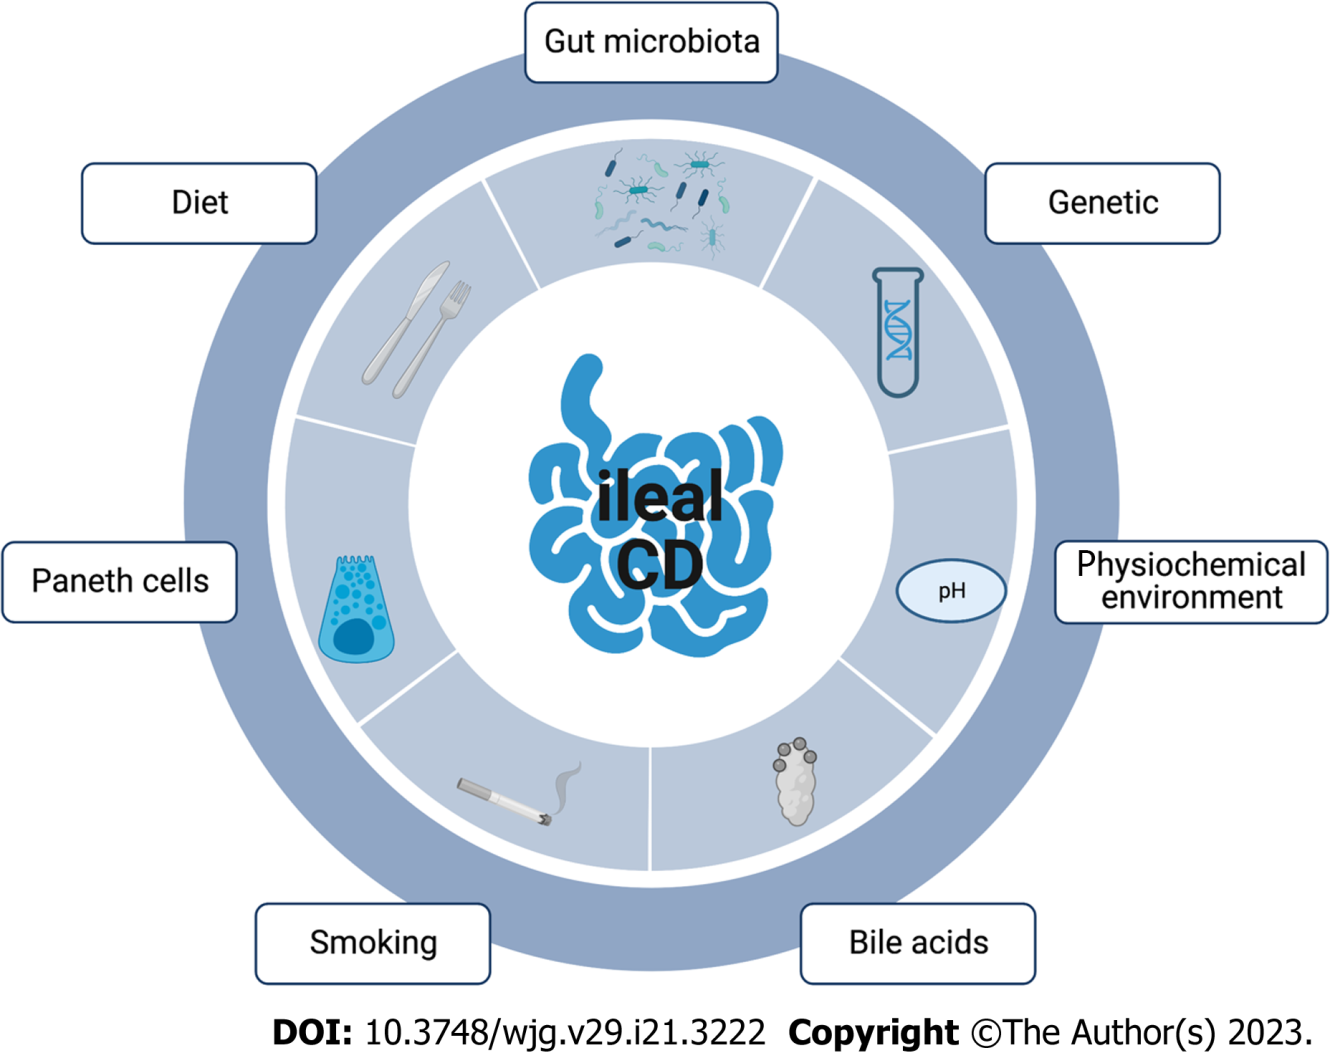 Gut microbiota
Diet
Genetic
ileal
CD
Paneth cells
pH
Physiochemical
environment
Smoking
Bile acids
DOI: 10.3748/wjg.v29.i21.3222 Copyright ©The Author(s) 2023.